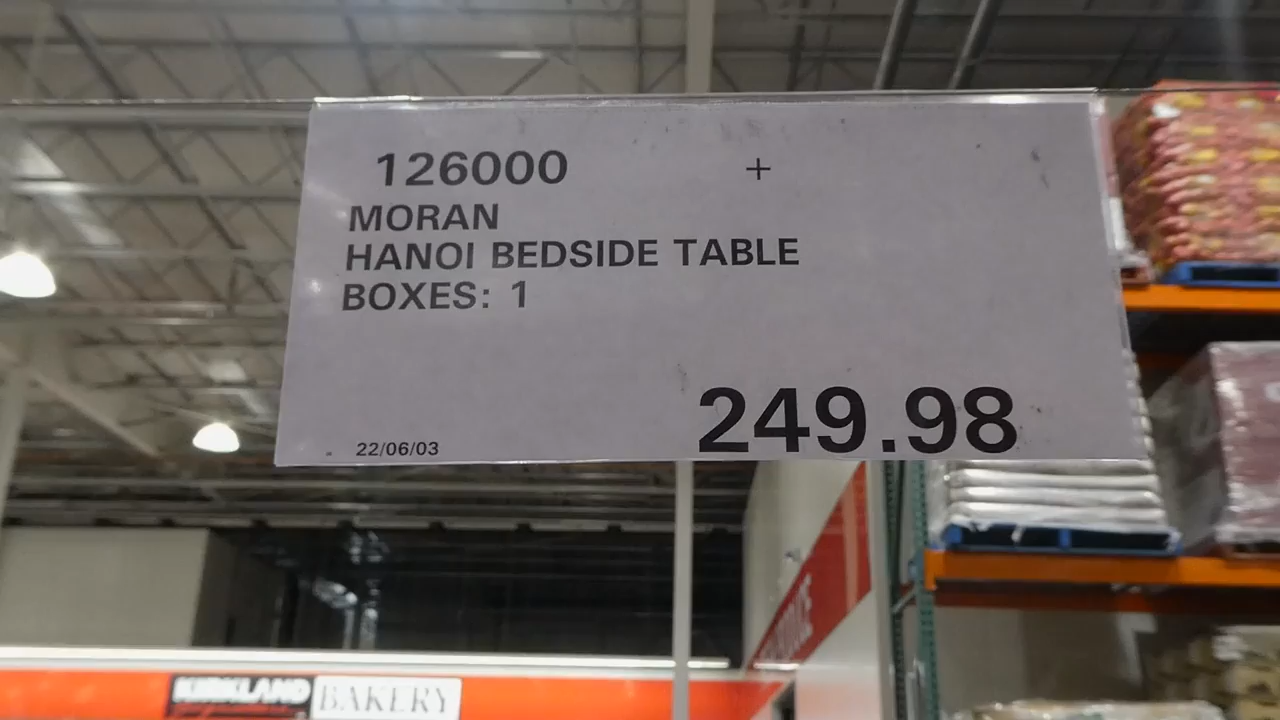 126000 +
MORAN
HANOI BEDSIDE TABLE
BOXES: 1
249.98
22/06/03
KIRKLAND BAKERY